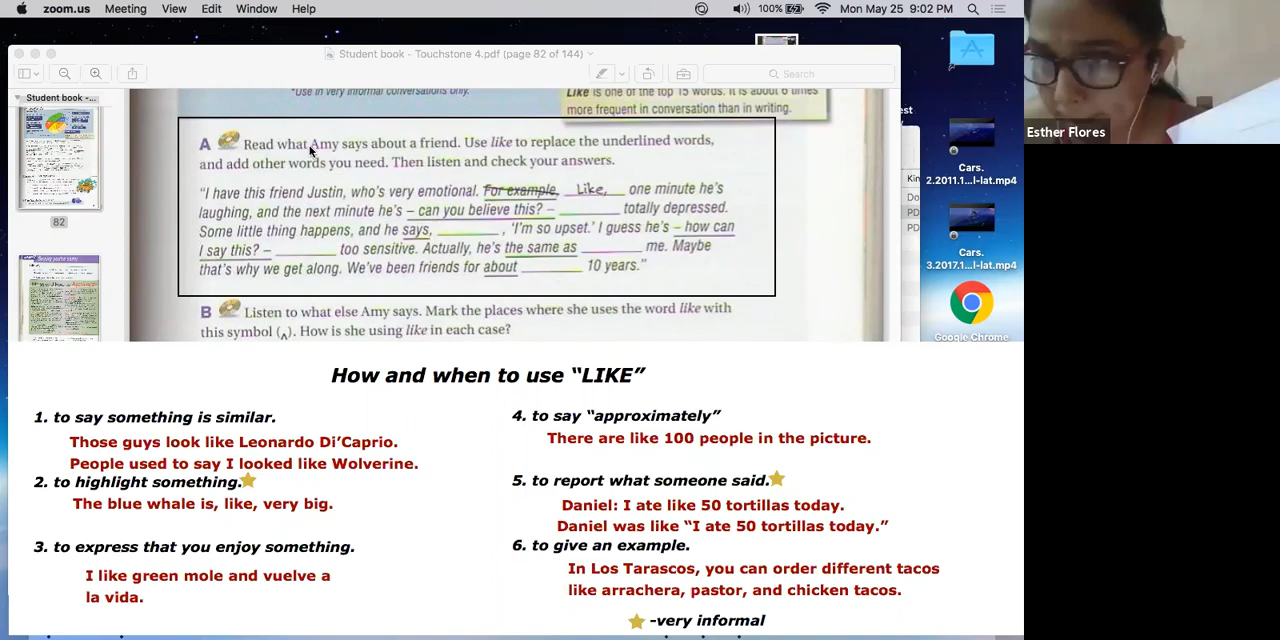 zoom.us Meeting View Edit Window Help 100% Mon May 25 9:02 PM
Student book - Touchstone 4.pdf (page 82 of 144)
Search
Student book -...
82
*Use in very informal conversations only.
Like is one of the top 15 words. It is about 6 times
more frequent in conversation than in writing.
A Read what Amy says about a friend. Use like to replace the underlined words,
and add other words you need. Then listen and check your answers.
"I have this friend Justin, who's very emotional. For example, Like, one minute he's
laughing, and the next minute he's – can you believe this? – ________ totally depressed.
Some little thing happens, and he says, ________ , 'I'm so upset.' I guess he's – how can
I say this? – ________ too sensitive. Actually, he's the same as ________ me. Maybe
that's why we get along. We've been friends for about ________ 10 years."
B Listen to what else Amy says. Mark the places where she uses the word like with
this symbol (^). How is she using like in each case?
est
Cars.
2.2011.1...l-lat.mp4
Kin
Do
PD
PD
Cars.
3.2017.1...l-lat.mp4
Google Chrome
Esther Flores
How and when to use “LIKE”
1. to say something is similar.
Those guys look like Leonardo Di’Caprio.
People used to say I looked like Wolverine.
2. to highlight something.
The blue whale is, like, very big.
3. to express that you enjoy something.
I like green mole and vuelve a
la vida.
4. to say “approximately”
There are like 100 people in the picture.
5. to report what someone said.
Daniel: I ate like 50 tortillas today.
Daniel was like “I ate 50 tortillas today.”
6. to give an example.
In Los Tarascos, you can order different tacos
like arrachera, pastor, and chicken tacos.
-very informal